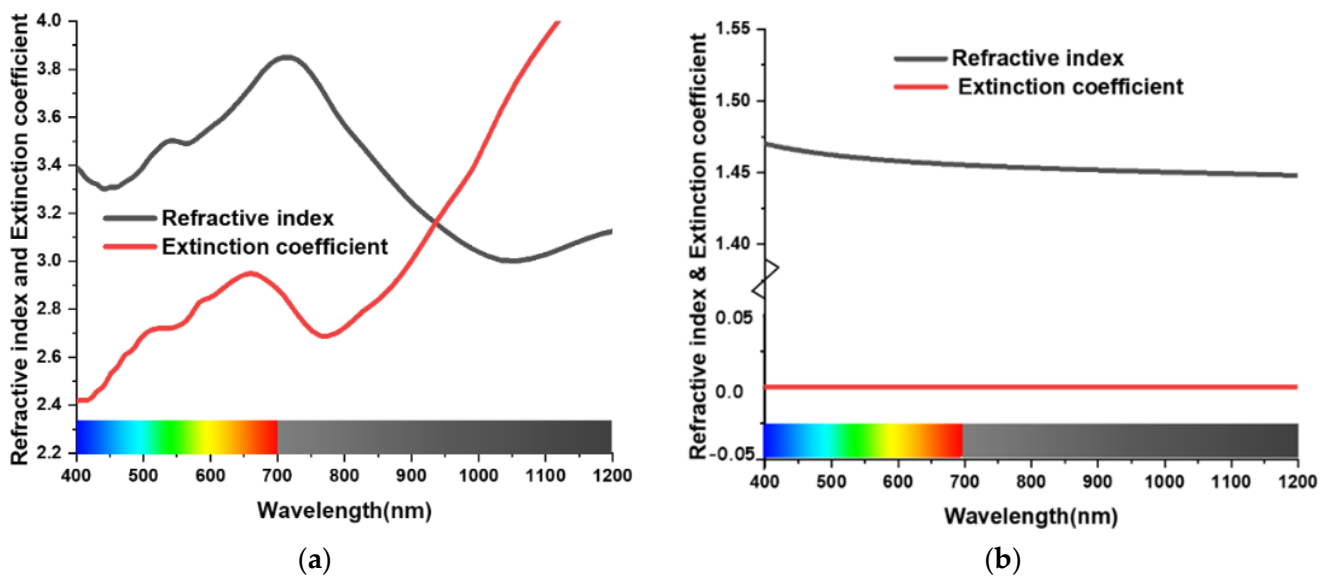 Refractive index and Extinction coefficient
4.0
3.8
3.6
3.4
3.2
3.0
2.8
2.6
2.4
2.2
Refractive index
Extinction coefficient
400 500 600 700 800 900 1000 1100 1200
Wavelength(nm)
(a)
Refractive index & Extinction coefficient
1.55
1.50
1.45
1.40
0.05
0.0
-0.05
Refractive index
Extinction coefficient
400 500 600 700 800 900 1000 1100 1200
Wavelength(nm)
(b)